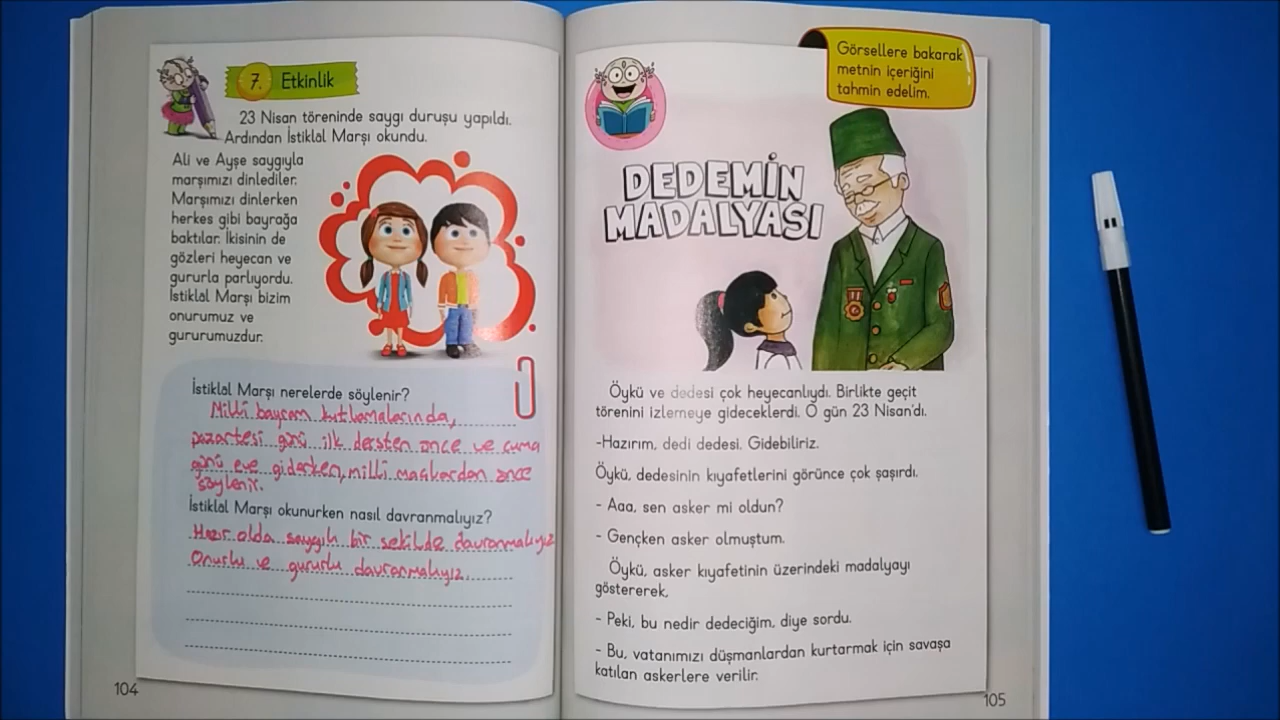 7. Etkinlik
23 Nisan töreninde saygı duruşu yapıldı.
Ardından İstiklâl Marşı okundu.
Ali ve Ayşe saygıyla
marşımızı dinlediler.
Marşımızı dinlerken
herkes gibi bayrağa
baktılar. İkisinin de
gözleri heyecan ve
gururla parlıyordu.
İstiklâl Marşı bizim
onurumuz ve
gururumuzdur.
İstiklâl Marşı nerelerde söylenir?
Milli bayram kutlamalarında,
pazartesi günü ilk dersten önce ve cuma
günü eve giderken, milli maçlardan önce
söylenir.
İstiklâl Marşı okunurken nasıl davranmalıyız?
Hazır olda saygılı bir şekilde davranmalıyız
Onurlu ve gururlu davranmalıyız.
104
Görsellere bakarak
metnin içeriğini
tahmin edelim.
DEDEMİN
MADALYASI
Öykü ve dedesi çok heyecanlıydı. Birlikte geçit
törenini izlemeye gideceklerdi. O gün 23 Nisan'dı.
-Hazırım, dedi dedesi. Gidebiliriz.
Öykü, dedesinin kıyafetlerini görünce çok şaşırdı.
- Aaa, sen asker mi oldun?
- Gençken asker olmuştum.
Öykü, asker kıyafetinin üzerindeki madalyayı
göstererek,
- Peki, bu nedir dedeciğim, diye sordu.
- Bu, vatanımızı düşmanlardan kurtarmak için savaşa
katılan askerlere verilir.
105